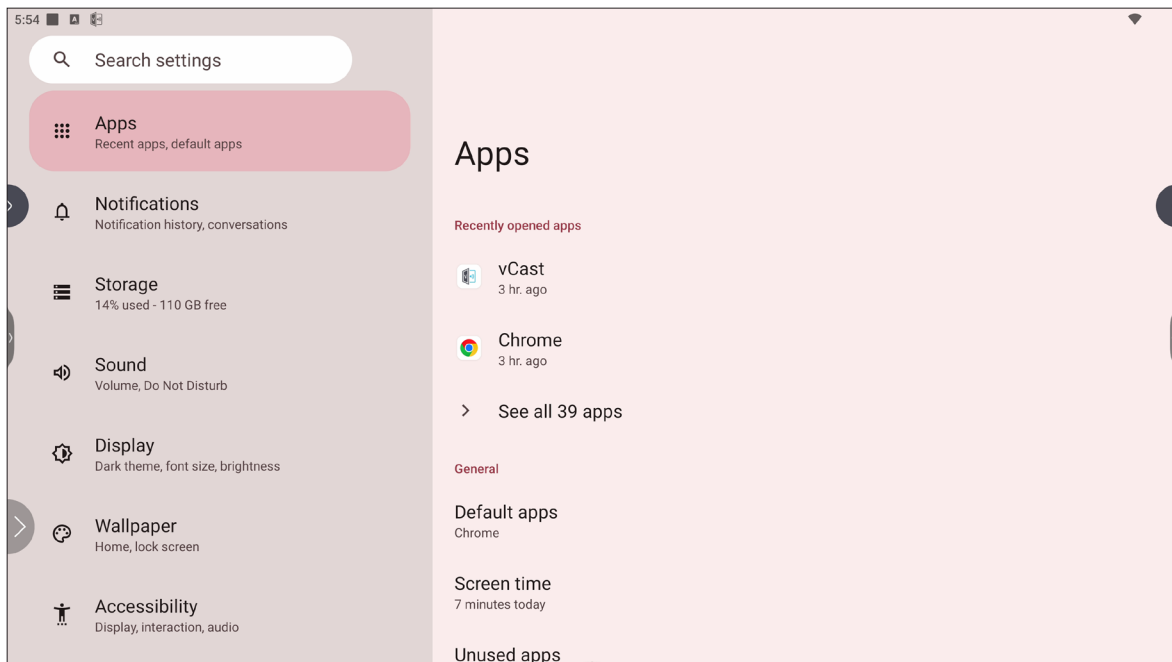 5:54
Search settings
Apps
Recent apps, default apps
Notifications
Notification history, conversations
Storage
14% used - 110 GB free
Sound
Volume, Do Not Disturb
Display
Dark theme, font size, brightness
Wallpaper
Home, lock screen
Accessibility
Display, interaction, audio
Apps
Recently opened apps
vCast
3 hr. ago
Chrome
3 hr. ago
See all 39 apps
General
Default apps
Chrome
Screen time
7 minutes today
Unused apps